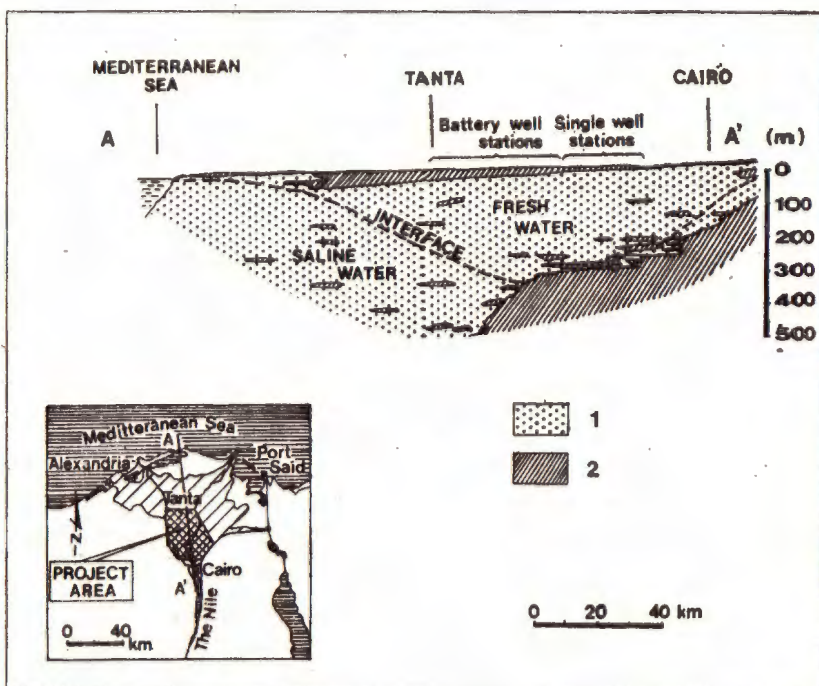 MEDITERRANEAN
SEA
TANTA
CAIRO
A
Battery well
stations
Single well
stations
A'
(m)
0
100
200
300
400
500
INTERFACE
FRESH
WATER
SALINE
WATER
Meditteranean Sea
A
Alexandria
Port
Said
Tanta
N
PROJECT
AREA
Cairo
A'
The Nile
0 40
km
1
2
0 20 40 km